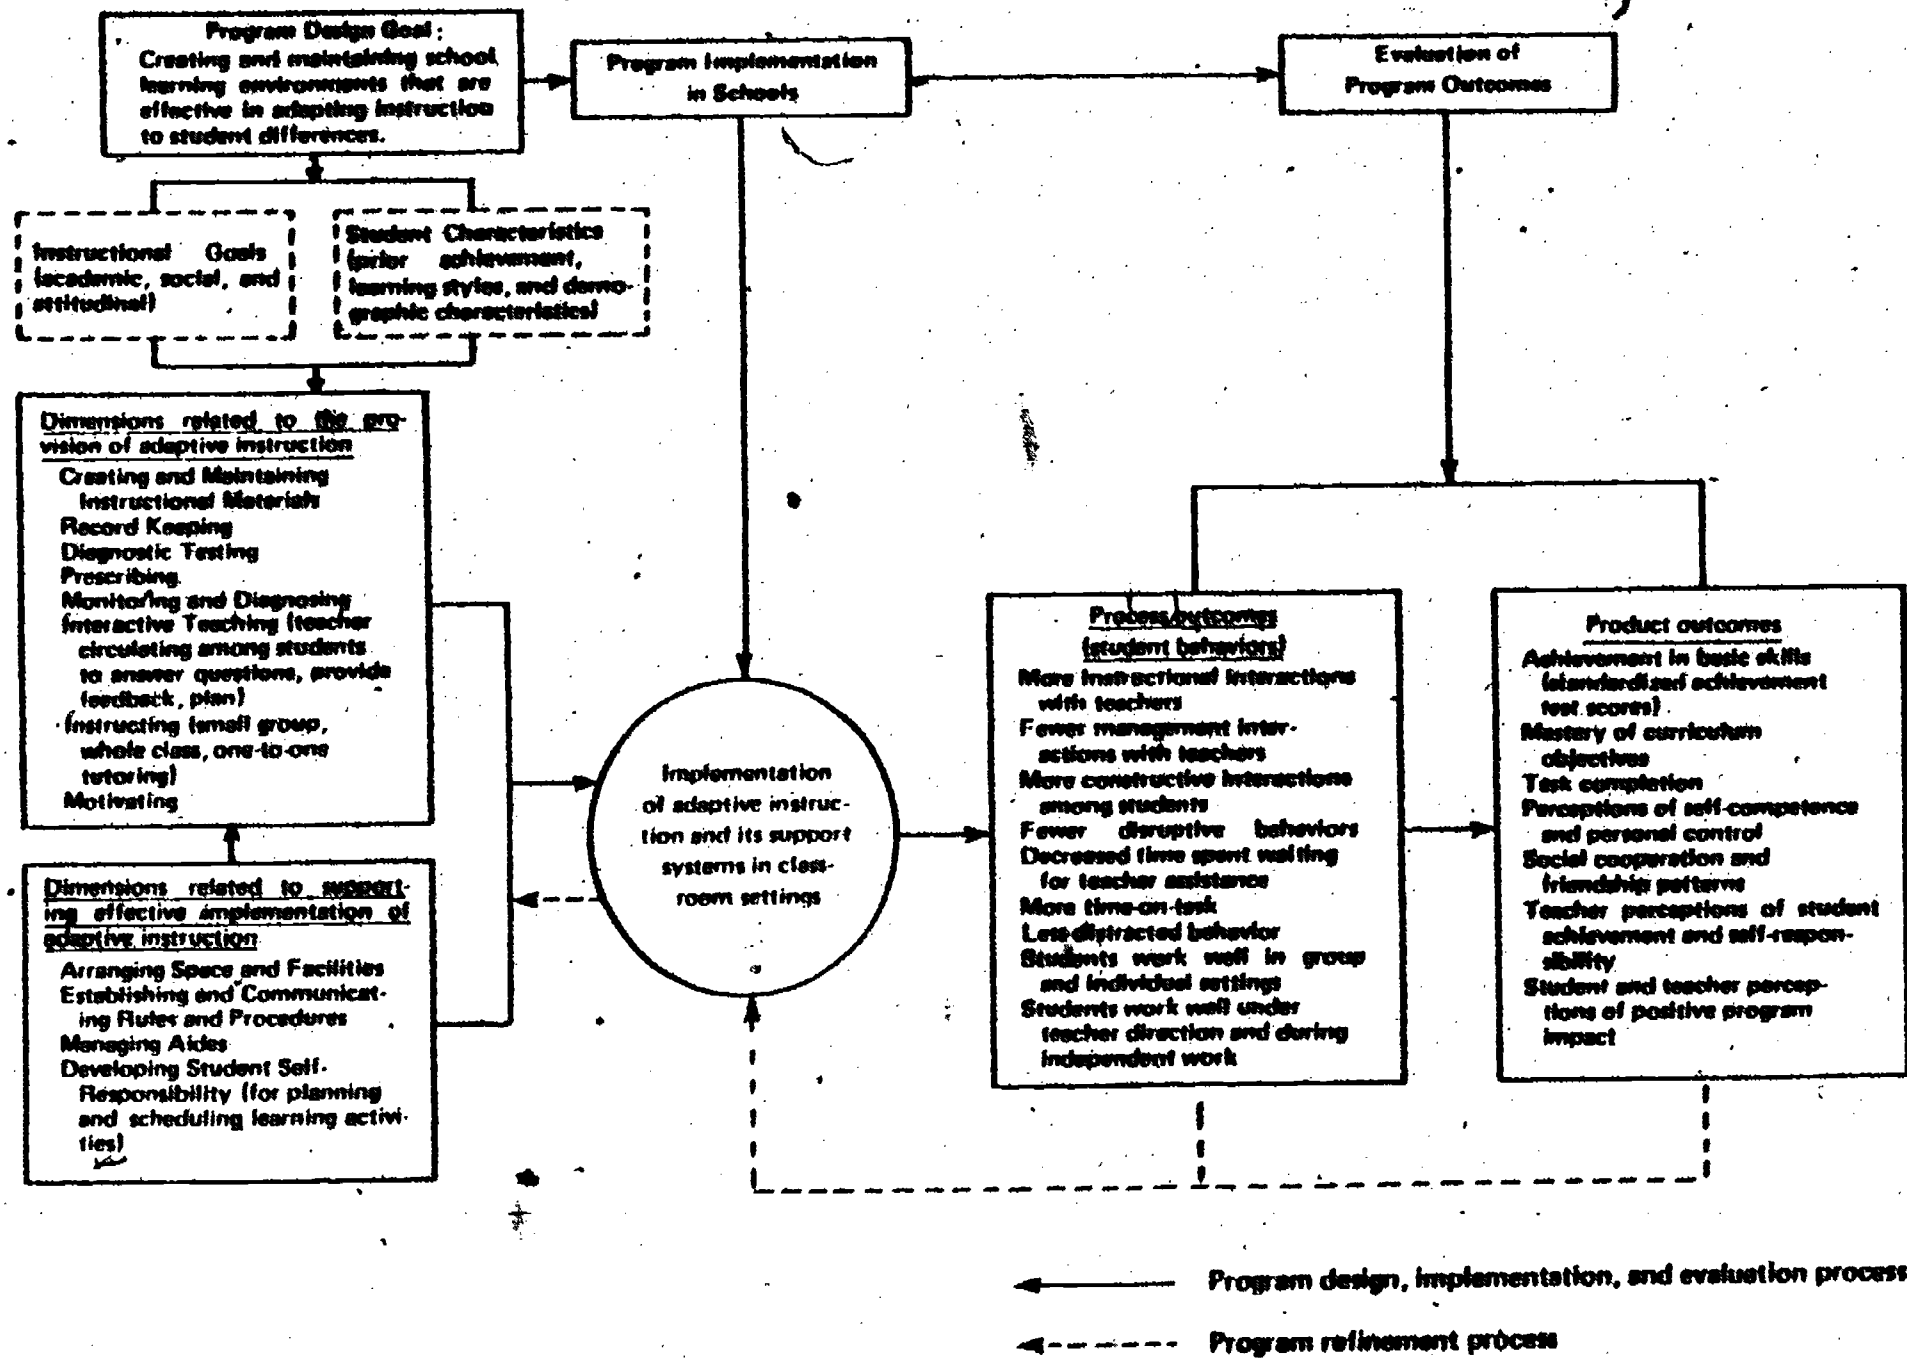 Program Design Goal:
Creating and maintaining school
learning environments that are
effective in adapting instruction
to student differences.
Program Implementation
in Schools
Evaluation of
Program Outcomes
Instructional Goals
(academic, social, and
attitudinal)
Student Characteristics
(prior achievement,
learning styles, and demo-
graphic characteristics)
Dimensions related to the pro-
vision of adaptive instruction
Creating and Maintaining
Instructional Materials
Record Keeping
Diagnostic Testing
Prescribing
Monitoring and Diagnosing
Interactive Teaching (teacher
circulating among students
to answer questions, provide
feedback, plan)
Instructing (small group,
whole class, one-to-one
tutoring)
Motivating
Dimensions related to support-
ing effective implementation of
adaptive instruction
Arranging Space and Facilities
Establishing and Communicat-
ing Rules and Procedures
Managing Aides
Developing Student Self-
Responsibility (for planning
and scheduling learning activi-
ties)
Implementation
of adaptive instruc-
tion and its support
systems in class-
room settings
Process outcomes
(student behaviors)
More instructional interactions
with teachers
Fewer management inter-
actions with teachers
More constructive interactions
among students
Fewer disruptive behaviors
Decreased time spent waiting
for teacher assistance
More time-on-task
Less distracted behavior
Students work well in group
and individual settings
Students work well under
teacher direction and during
independent work
Product outcomes
Achievement in basic skills
(standardized achievement
test scores)
Mastery of curriculum
objectives
Task completion
Perceptions of self-competence
and personal control
Social cooperation and
friendship patterns
Teacher perceptions of student
achievement and self-respon-
sibility
Student and teacher percep-
tions of positive program
impact
Program design, implementation, and evaluation process
Program refinement process